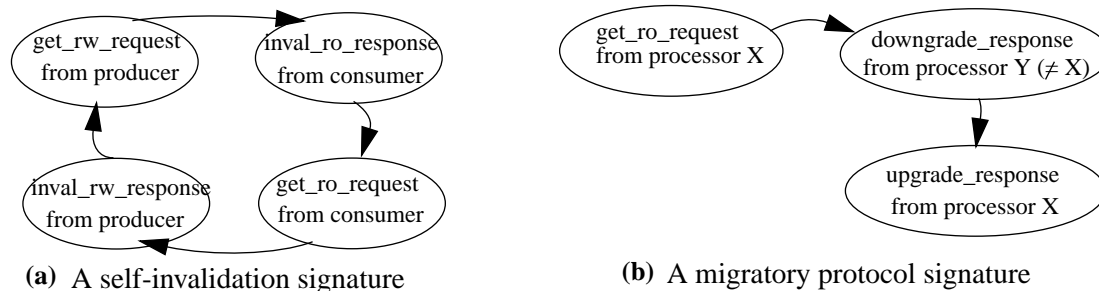 get_rw_request
from producer
inval_ro_response
from consumer
inval_rw_response
from producer
get_ro_request
from consumer
(a) A self-invalidation signature
get_ro_request
from processor X
downgrade_response
from processor Y (≠ X)
upgrade_response
from processor X
(b) A migratory protocol signature